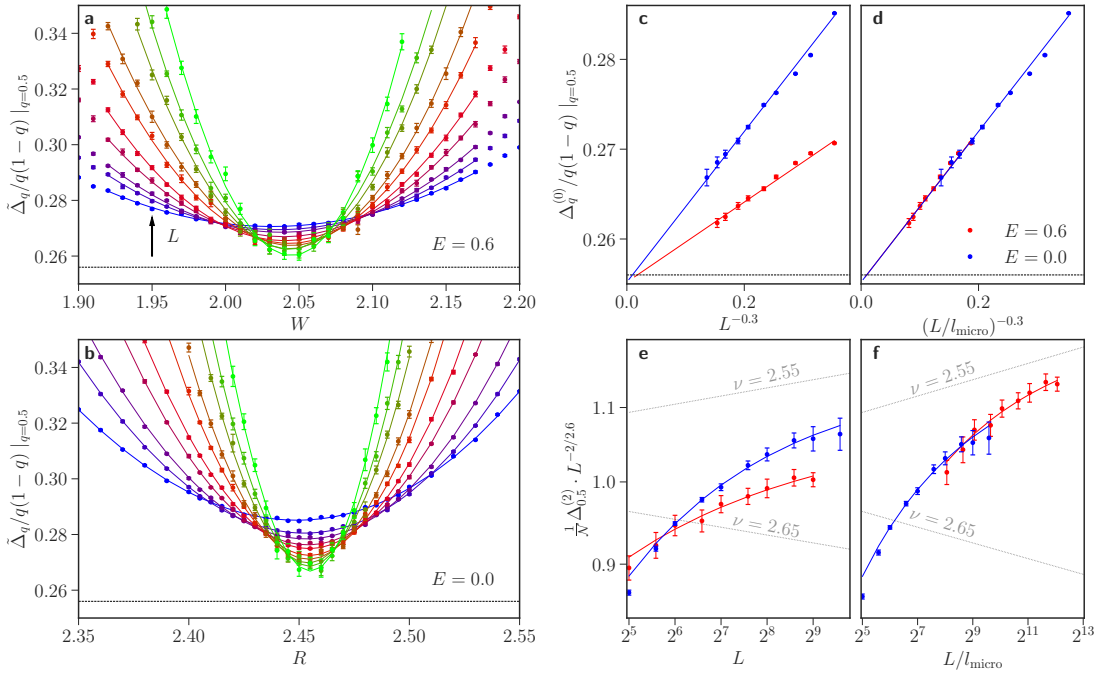 a
0.34
0.32
0.30
0.28
0.26
Δ̃_q/q(1 − q) |_{q=0.5}
L
E = 0.6
1.90 1.95 2.00 2.05 2.10 2.15 2.20
W
b
0.34
0.32
0.30
0.28
0.26
Δ̃_q/q(1 − q) |_{q=0.5}
E = 0.0
2.35 2.40 2.45 2.50 2.55
R
c
0.28
0.27
0.26
Δ_q^{(0)}/q(1 − q) |_{q=0.5}
0.0 0.2
L^{−0.3}
d
E = 0.6
E = 0.0
0.0 0.2
(L/l_{micro})^{−0.3}
e
1.1
1.0
0.9
\frac{1}{𝒩} Δ_{0.5}^{(2)} · L^{−2/2.6}
ν = 2.55
ν = 2.65
2^5 2^6 2^7 2^8 2^9
L
f
ν = 2.55
ν = 2.65
2^5 2^7 2^9 2^{11} 2^{13}
L/l_{micro}